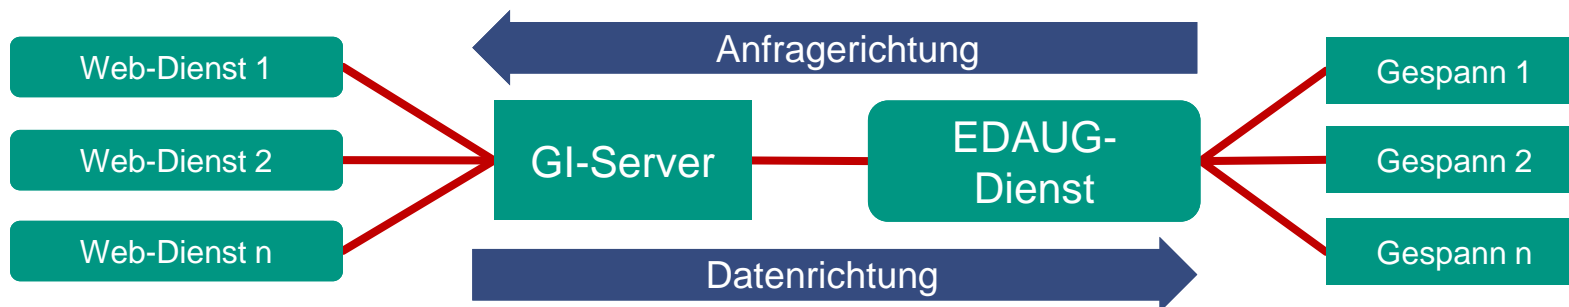 Anfragerichtung
Web-Dienst 1
Web-Dienst 2
Web-Dienst n
GI-Server
EDAUG-
Dienst
Gespann 1
Gespann 2
Gespann n
Datenrichtung